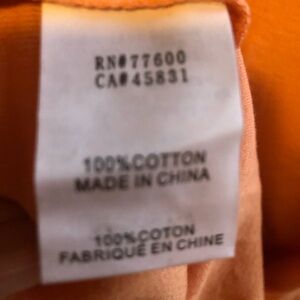 RN#77600
CA#45831
100%COTTON
MADE IN CHINA
100%COTON
FABRIQUÉ EN CHINE